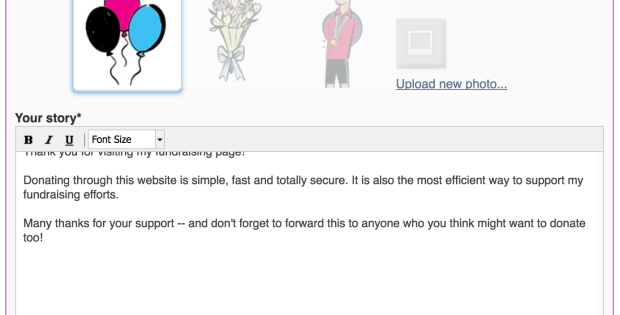 Upload new photo...
Your story*
B I U Font Size
Thank you for visiting my fundraising page!
Donating through this website is simple, fast and totally secure. It is also the most efficient way to support my
fundraising efforts.
Many thanks for your support -- and don't forget to forward this to anyone who you think might want to donate
too!